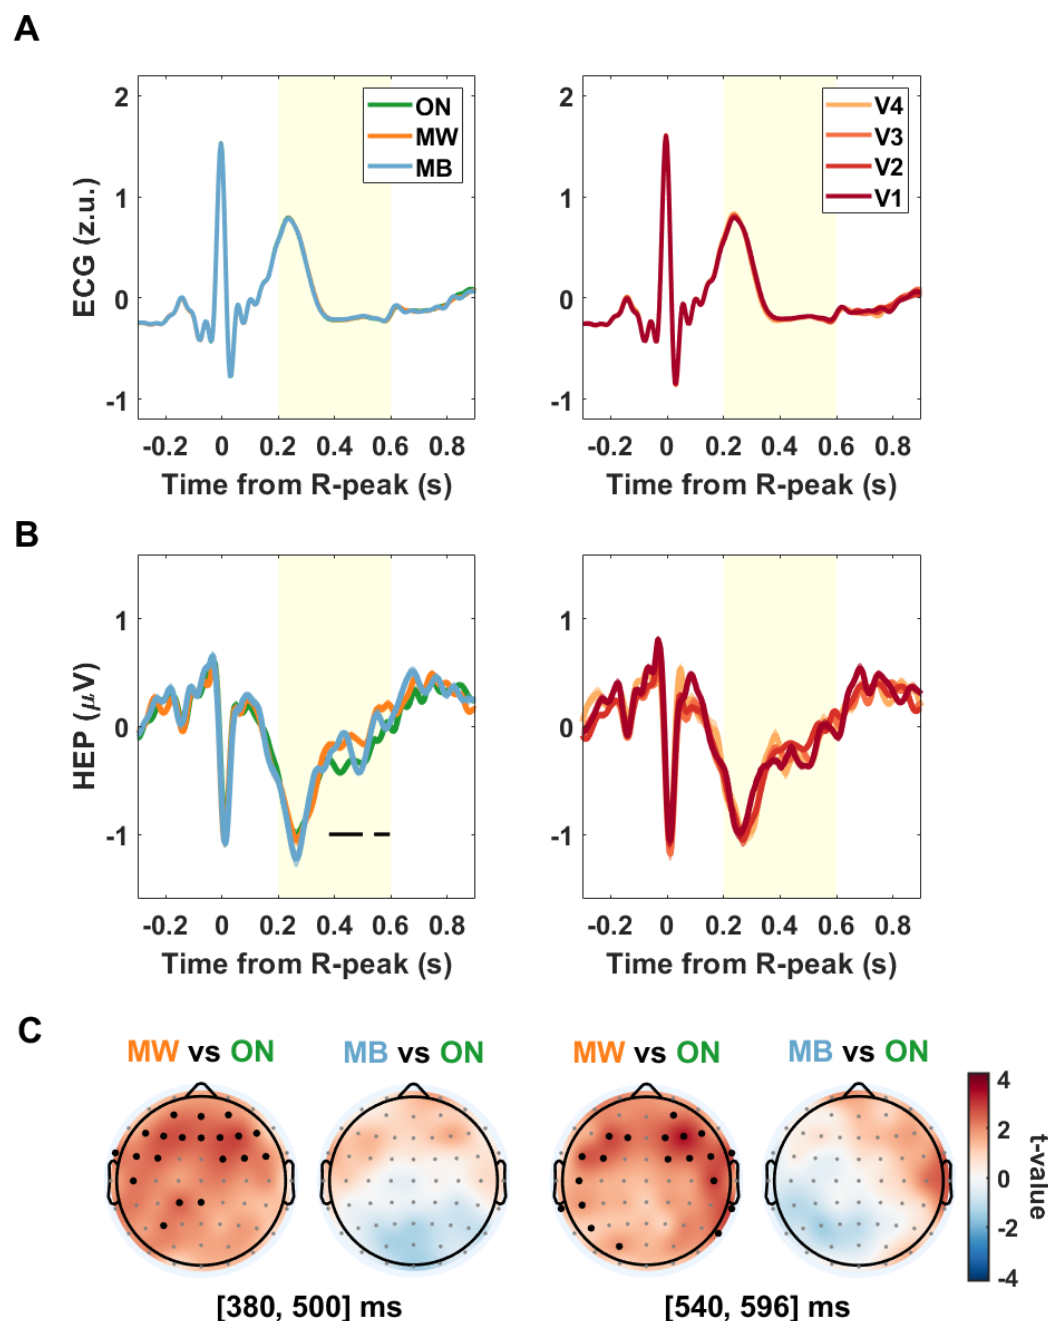 A
ECG (z.u.)
2
1
0
-1
-0.2 0 0.2 0.4 0.6 0.8
Time from R-peak (s)
ON
MW
MB
2
1
0
-1
-0.2 0 0.2 0.4 0.6 0.8
Time from R-peak (s)
V4
V3
V2
V1
B
HEP (μV)
1
0
-1
-0.2 0 0.2 0.4 0.6 0.8
Time from R-peak (s)
1
0
-1
-0.2 0 0.2 0.4 0.6 0.8
Time from R-peak (s)
C
MW vs ON MB vs ON MW vs ON MB vs ON
4
2
0
-2
-4
t-value
[380, 500] ms [540, 596] ms